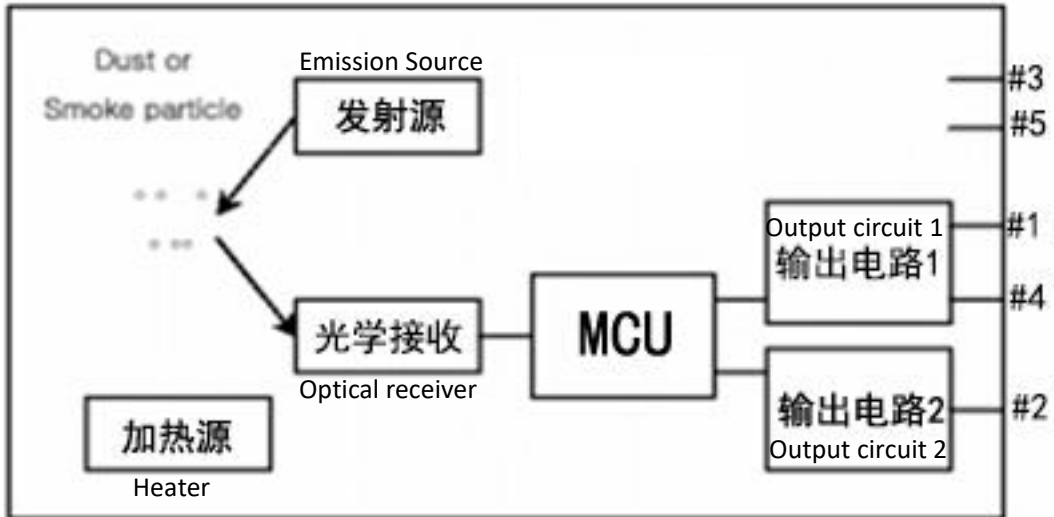 Dust or
Smoke particle
Emission Source
发射源
#3
#5
Output circuit 1
输出电路1
#1
#4
光学接收
Optical receiver
MCU
输出电路2
Output circuit 2
#2
加热源
Heater